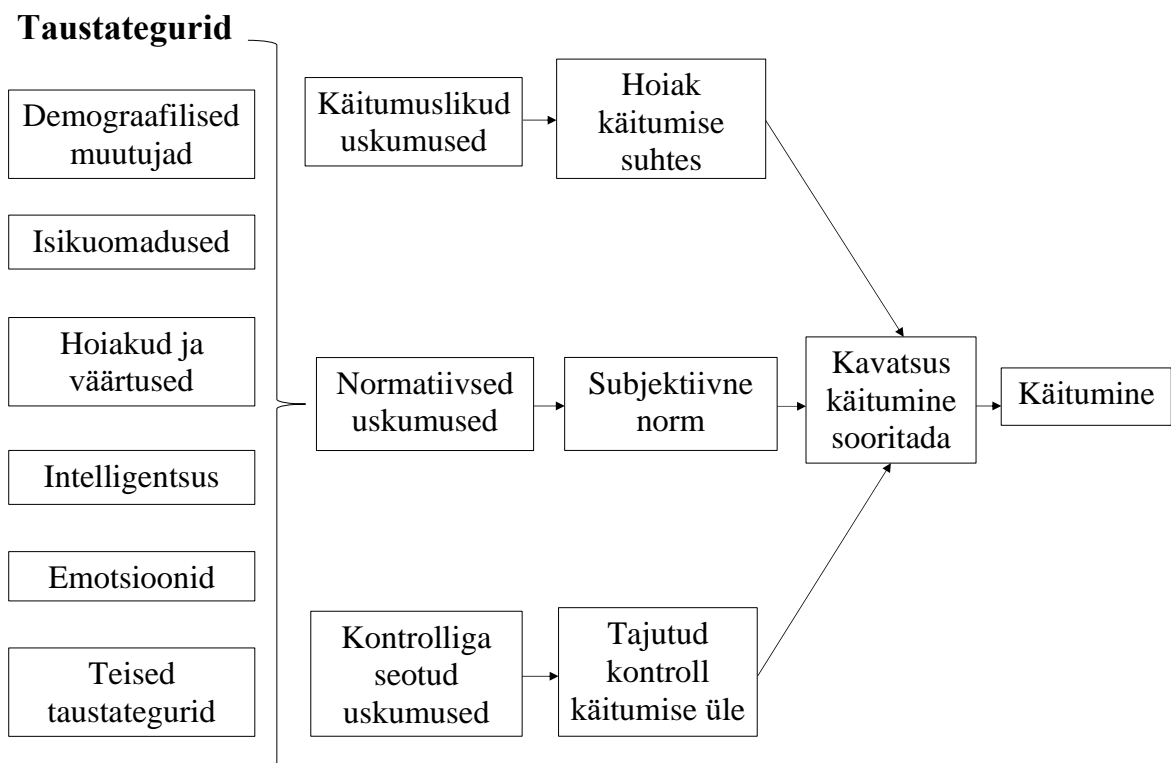 Taustategurid
Demograafilised
muutujad
Isikuomadused
Hoiakud ja
väärtused
Intelligentsus
Emotsioonid
Teised
taustategurid
Käitumuslikud
uskumused
Hoiak
käitumise
suhtes
Normatiivsed
uskumused
Subjektiivne
norm
Kontrolliga
seotud
uskumused
Tajutud
kontroll
käitumise üle
Kavatsus
käitumine
sooritada
Käitumine